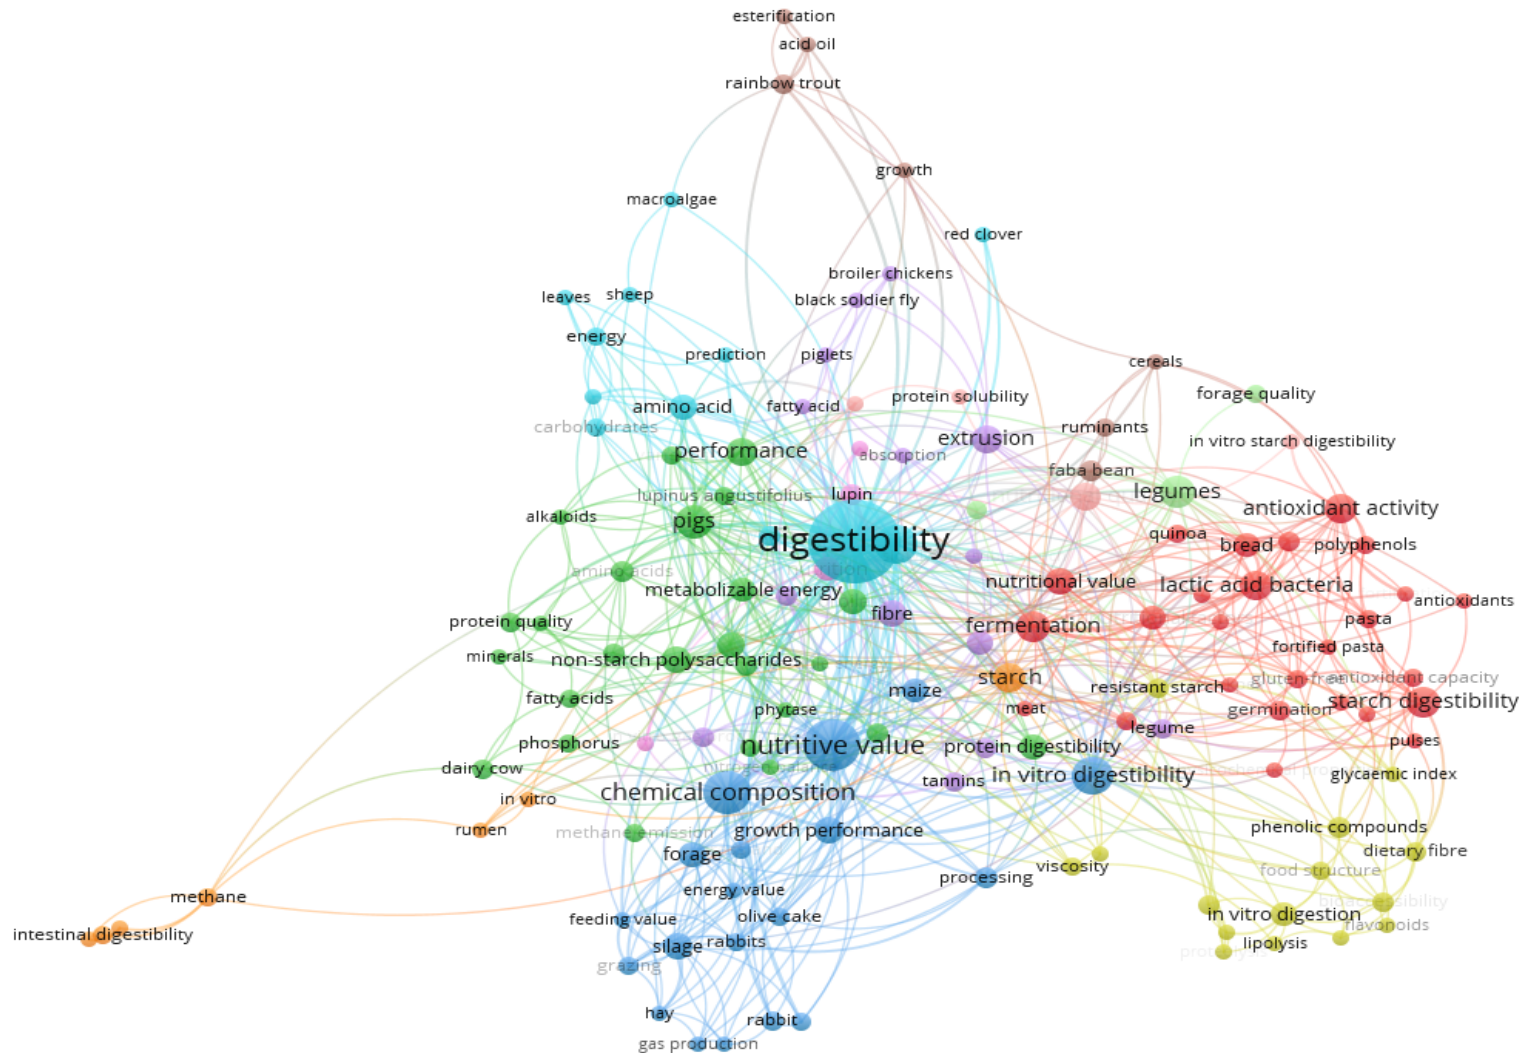 esterification
acid oil
rainbow trout
growth
macroalgae
red clover
broiler chickens
leaves
sheep
black soldier fly
energy
prediction
piglets
cereals
forage quality
protein solubility
amino acid
fatty acid
carbohydrates
ruminants
extrusion
in vitro starch digestibility
performance
absorption
faba bean
lupinus angustifolius
lupin
legumes
antioxidant activity
alkaloids
pigs
quinoa
digestibility
bread
polyphenols
amino acids
nutrition
nutritional value
lactic acid bacteria
metabolizable energy
antioxidants
fibre
protein quality
fermentation
pasta
fortified pasta
minerals
non-starch polysaccharides
starch
gluten-free
antioxidant capacity
resistant starch
maize
fatty acids
starch digestibility
phytase
meat
germination
legume
phosphorus
nutritive value
protein digestibility
pulses
dairy cow
nitrogen balance
in vitro digestibility
glycaemic index
tannins
chemical composition
in vitro
rumen
methane emission
growth performance
phenolic compounds
forage
dietary fibre
viscosity
food structure
processing
energy value
methane
bioaccessibility
feeding value
olive cake
in vitro digestion
flavonoids
intestinal digestibility
silage
rabbits
lipolysis
proteolysis
grazing
hay
rabbit
gas production